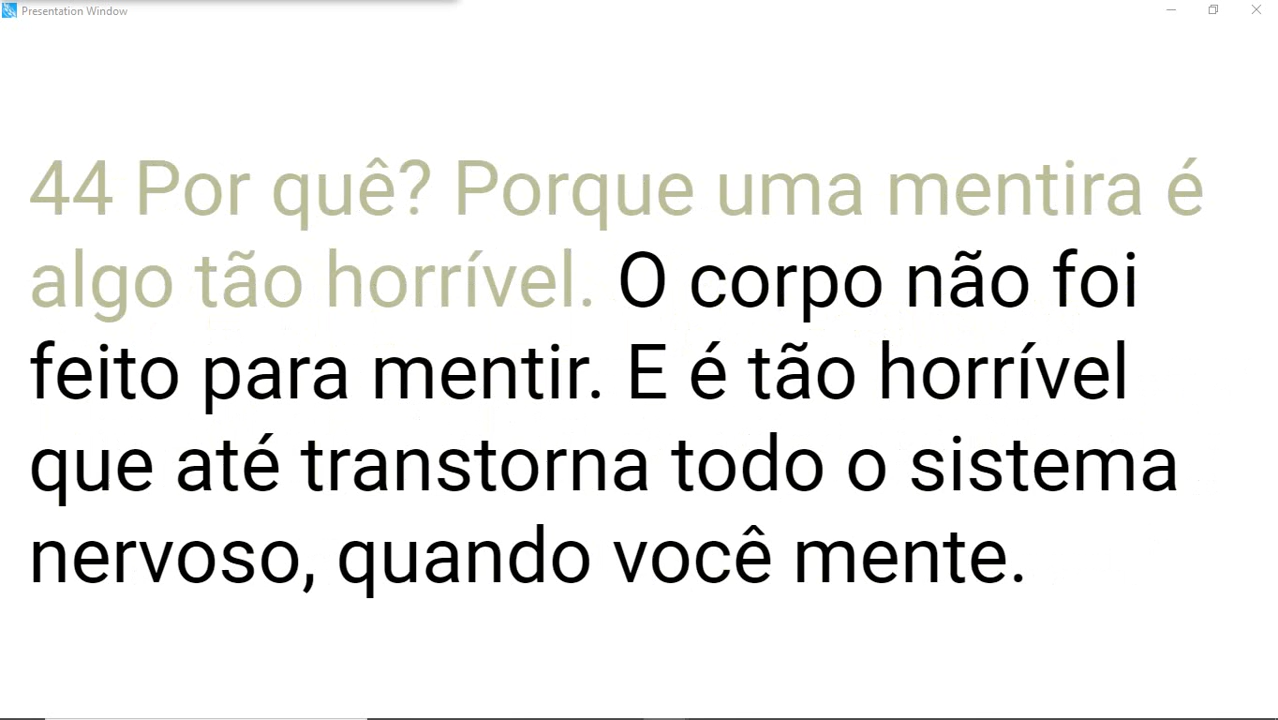 Presentation Window
44 Por quê? Porque uma mentira é
algo tão horrível. O corpo não foi
feito para mentir. E é tão horrível
que até transtorna todo o sistema
nervoso, quando você mente.